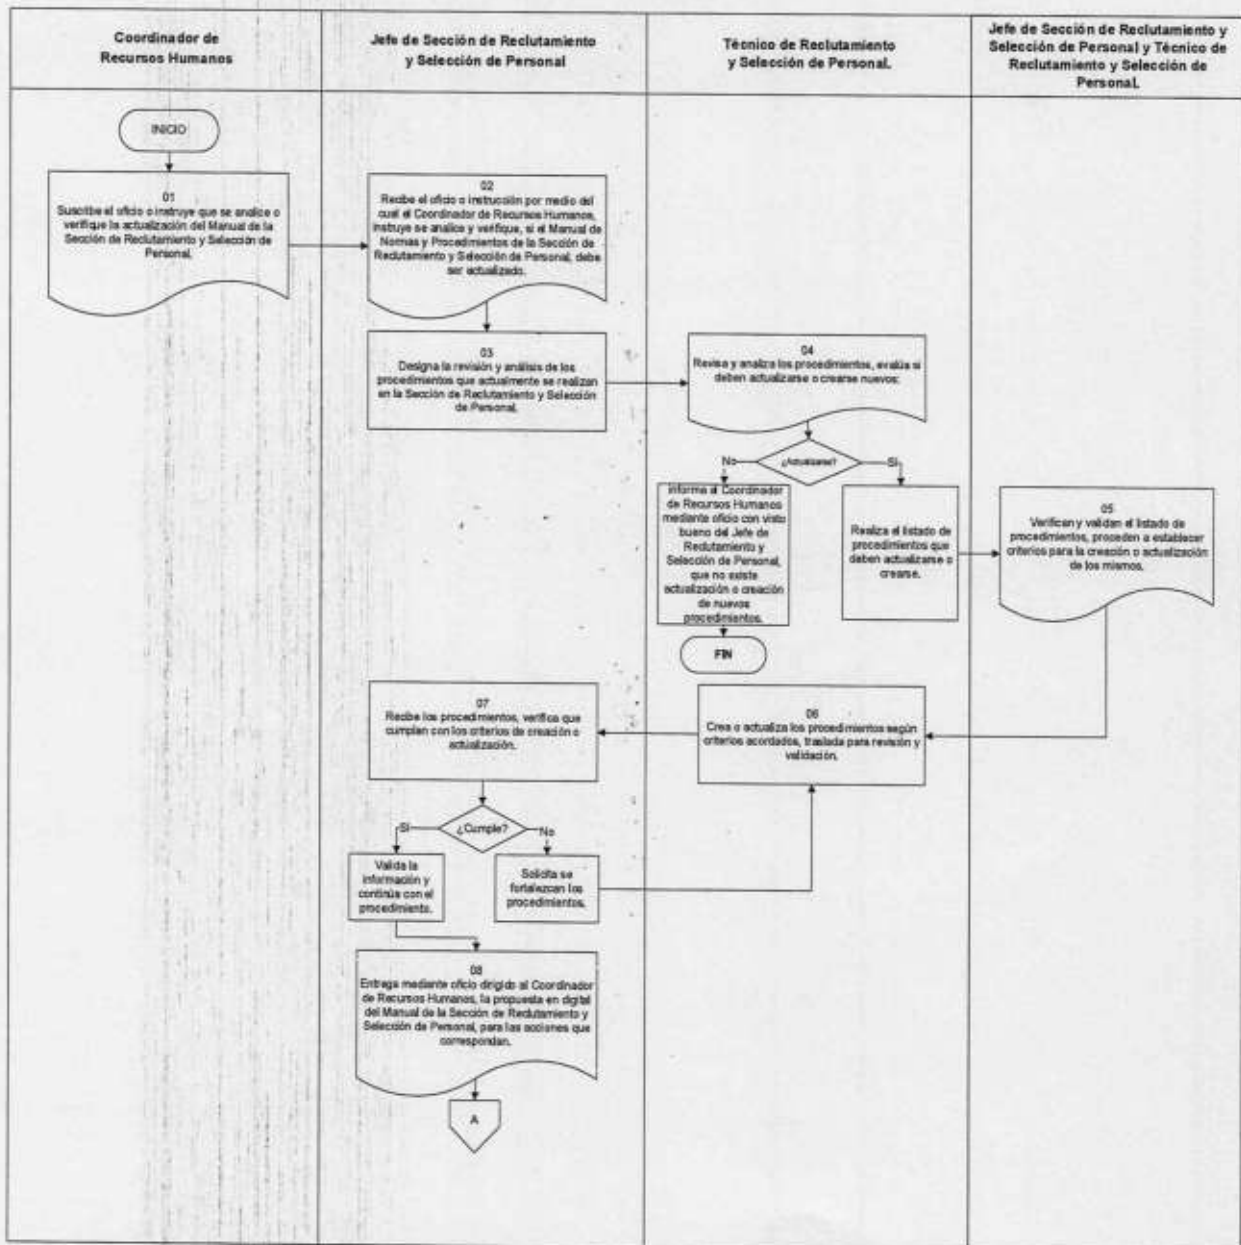 Coordinador de
Recursos Humanos
Jefe de Sección de Reclutamiento
y Selección de Personal
Técnico de Reclutamiento
y Selección de Personal.
Jefe de Sección de Reclutamiento y
Selección de Personal y Técnico de
Reclutamiento y Selección de
Personal.
INICIO
01
Suscribe el oficio o instruye que se analice o
verifique la actualización del Manual de la
Sección de Reclutamiento y Selección de
Personal.
02
Recibe el oficio o instrucción por medio del
cual el Coordinador de Recursos Humanos,
instruye se analice y verifique, si el Manual de
Normas y Procedimientos de la Sección de
Reclutamiento y Selección de Personal, debe
ser actualizado.
03
Designa la revisión y análisis de los
procedimientos que actualmente se realizan
en la Sección de Reclutamiento y Selección
de Personal.
04
Revisa y analiza los procedimientos, evalúa si
deben actualizarse o crearse nuevos.
¿Actualizarse?
No
Si
Informa al Coordinador
de Recursos Humanos
mediante oficio con visto
bueno del Jefe de
Reclutamiento y
Selección de Personal,
que no existe
actualización o creación
de nuevos
procedimientos.
FIN
Realiza el listado de
procedimientos que
deben actualizarse o
crearse.
05
Verifican y validan el listado de
procedimientos, proceden a establecer
criterios para la creación o actualización
de los mismos.
06
Crea o actualiza los procedimientos según
criterios acordados, traslada para revisión y
validación.
07
Recibe los procedimientos, verifica que
cumplan con los criterios de creación o
actualización.
¿Cumple?
Si
No
Valida la
información y
continúa con el
procedimiento.
Solicita se
fortalezcan los
procedimientos.
08
Entrega mediante oficio dirigido al Coordinador
de Recursos Humanos, la propuesta en digital
del Manual de la Sección de Reclutamiento y
Selección de Personal, para las acciones que
correspondan.
A